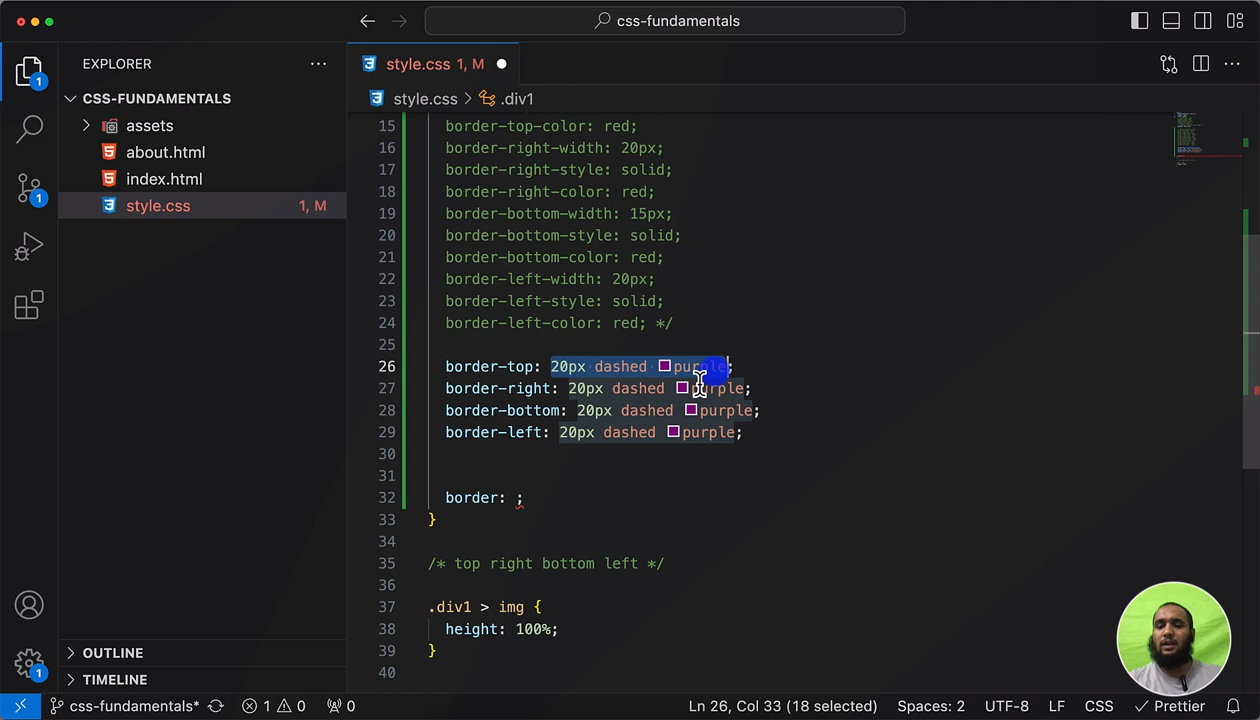 css-fundamentals
EXPLORER
style.css 1, M
CSS-FUNDAMENTALS
style.css > .div1
assets
about.html
index.html
style.css 1, M
15 border-top-color: red;
16 border-right-width: 20px;
17 border-right-style: solid;
18 border-right-color: red;
19 border-bottom-width: 15px;
20 border-bottom-style: solid;
21 border-bottom-color: red;
22 border-left-width: 20px;
23 border-left-style: solid;
24 border-left-color: red; */
25
26 border-top: 20px dashed purple;
27 border-right: 20px dashed purple;
28 border-bottom: 20px dashed purple;
29 border-left: 20px dashed purple;
30
31
32 border: ;
33 }
34
35 /* top right bottom left */
36
37 .div1 > img {
38 height: 100%;
39 }
40
1
1
1
OUTLINE
TIMELINE
css-fundamentals* 1 0 0 Ln 26, Col 33 (18 selected) Spaces: 2 UTF-8 LF CSS Prettier